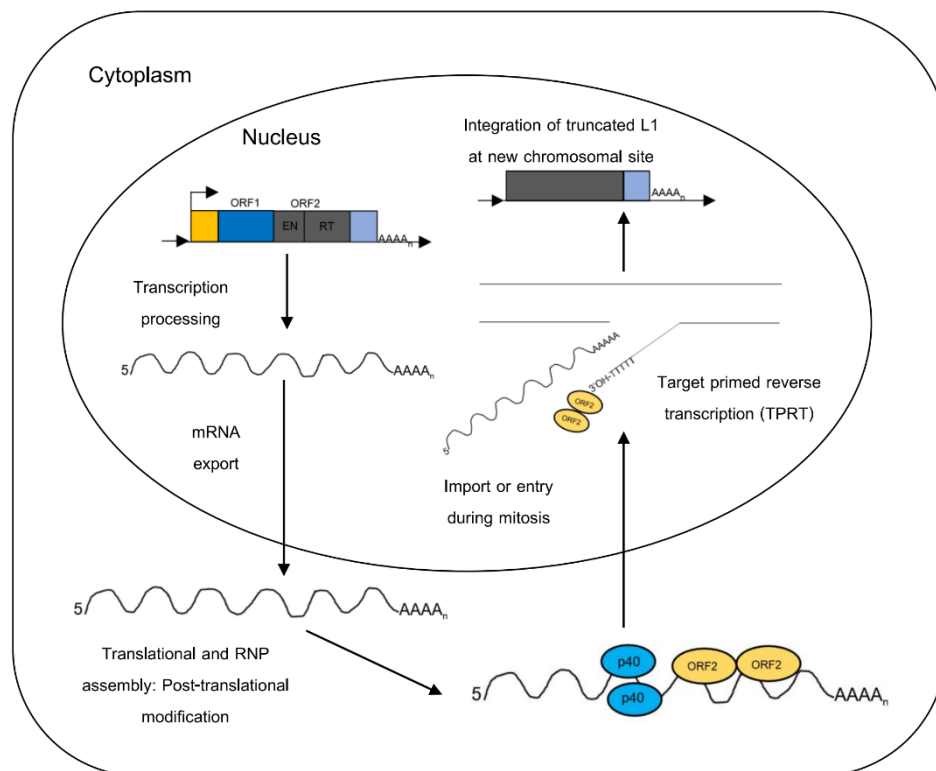 Cytoplasm
Nucleus
ORF1 ORF2
EN RT
AAAAn
Transcription
processing
5 AAAAn
mRNA
export
5 AAAAn
Translational and RNP
assembly: Post-translational
modification
Integration of truncated L1
at new chromosomal site
AAAAn
AAAAA
3'OH-TTTTT
ORF2
ORF2
5'
Target primed reverse
transcription (TPRT)
Import or entry
during mitosis
p40
p40
ORF2 ORF2
5 AAAAn